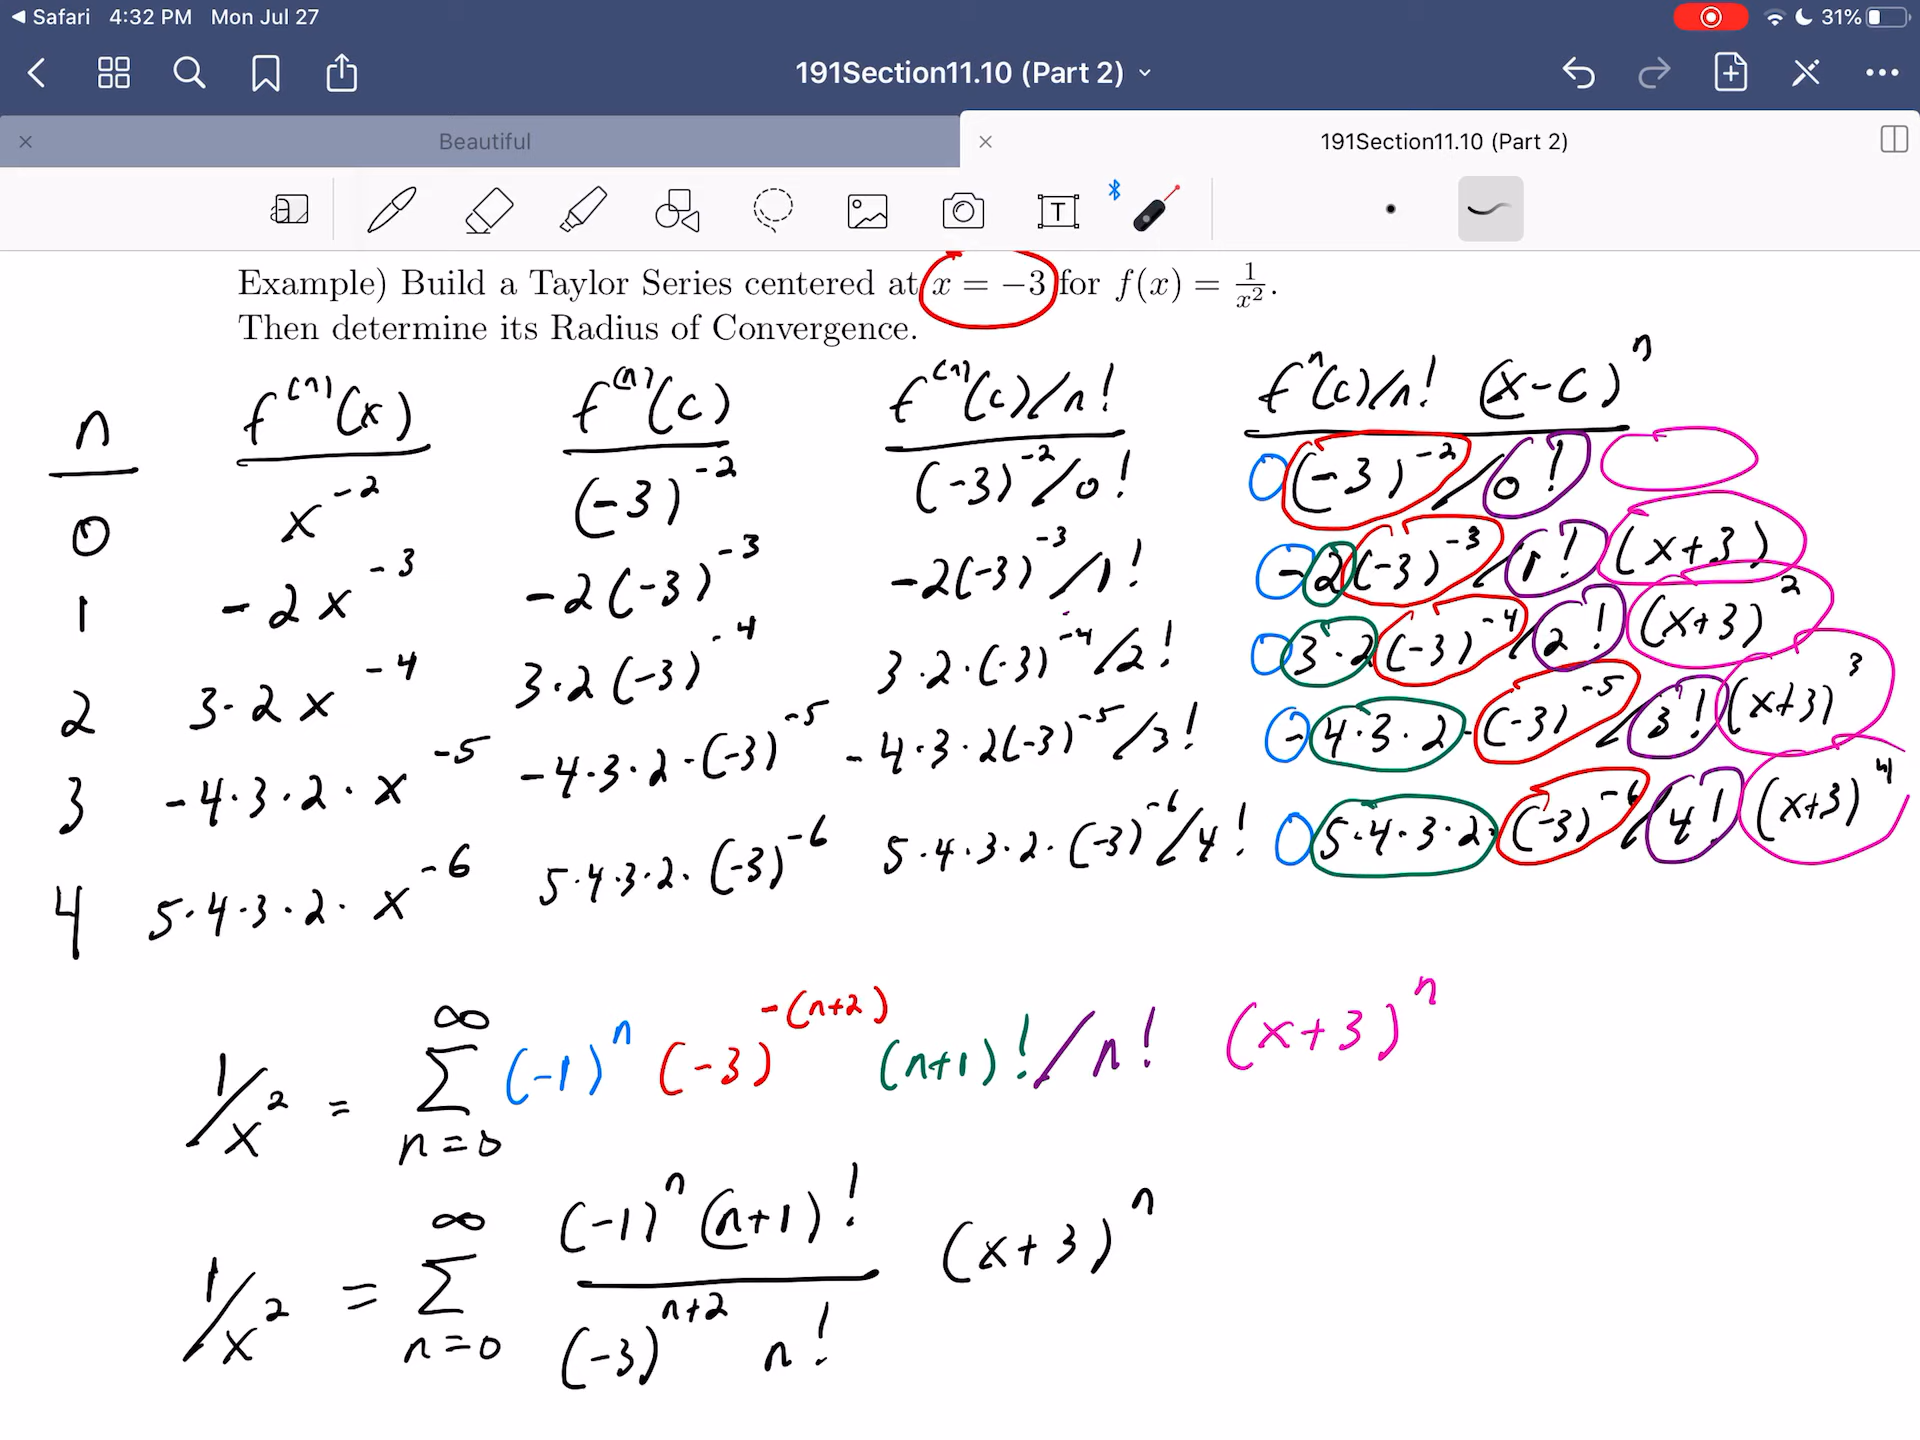 Safari 4:32 PM Mon Jul 27 31%
191Section11.10 (Part 2)
Beautiful 191Section11.10 (Part 2)
Example) Build a Taylor Series centered at x = −3 for f(x) = 1/x².
Then determine its Radius of Convergence.
n f^(n)(x) f^(n)(c) f^(n)(c)/n! f^n(c)/n! (x-c)^n
0 x^-2 (-3)^-2 (-3)^-2/0! (-3)^-2/0!
1 -2x^-3 -2(-3)^-3 -2(-3)^-3/1! -2(-3)^-3/1! (x+3)
2 3·2x^-4 3·2(-3)^-4 3·2·(-3)^-4/2! 3·2(-3)^-4/2! (x+3)^2
3 -4·3·2·x^-5 -4·3·2·(-3)^-5 -4·3·2(-3)^-5/3! -4·3·2·(-3)^-5/3! (x+3)^3
4 5·4·3·2·x^-6 5·4·3·2·(-3)^-6 5·4·3·2·(-3)^-6/4! 5·4·3·2·(-3)^-6/4! (x+3)^4
1/x^2 = ∞ Σ n=0 (-1)^n (-3)^-(n+2) (n+1)!/n! (x+3)^n
1/x^2 = ∞ Σ n=0 (-1)^n (n+1)! / (-3)^n+2 n! (x+3)^n